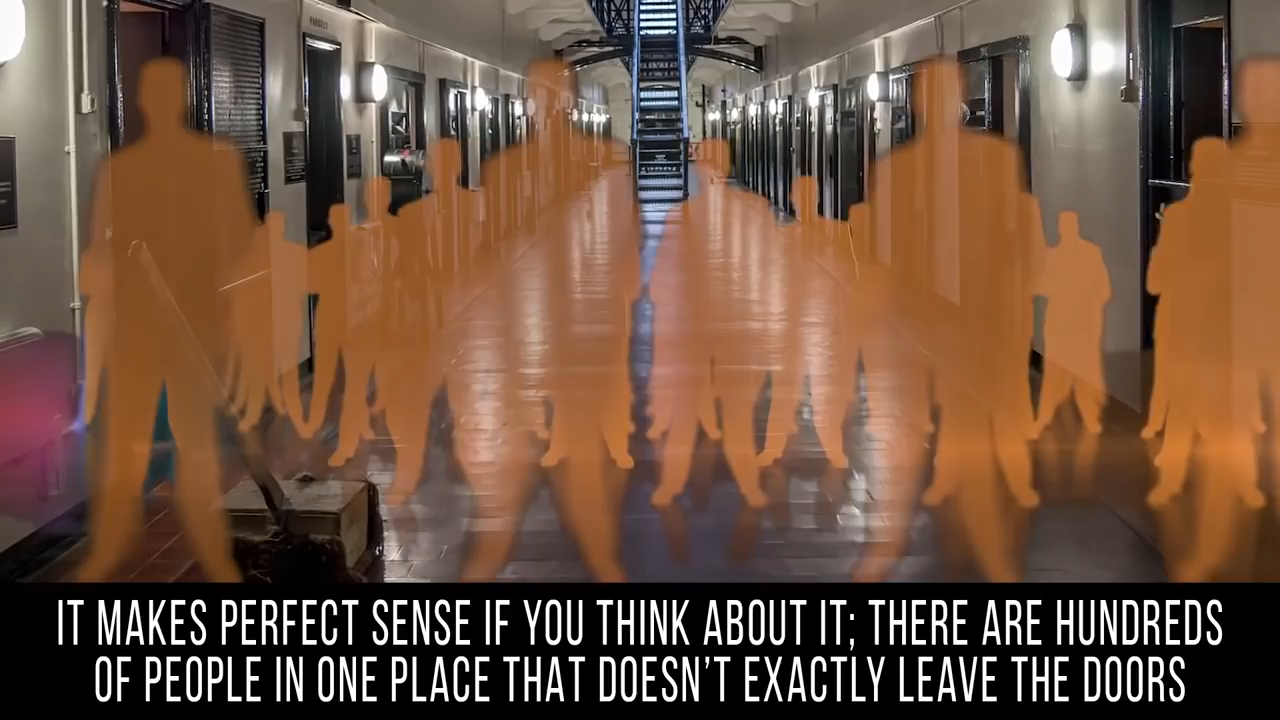 IT MAKES PERFECT SENSE IF YOU THINK ABOUT IT; THERE ARE HUNDREDS
OF PEOPLE IN ONE PLACE THAT DOESN'T EXACTLY LEAVE THE DOORS